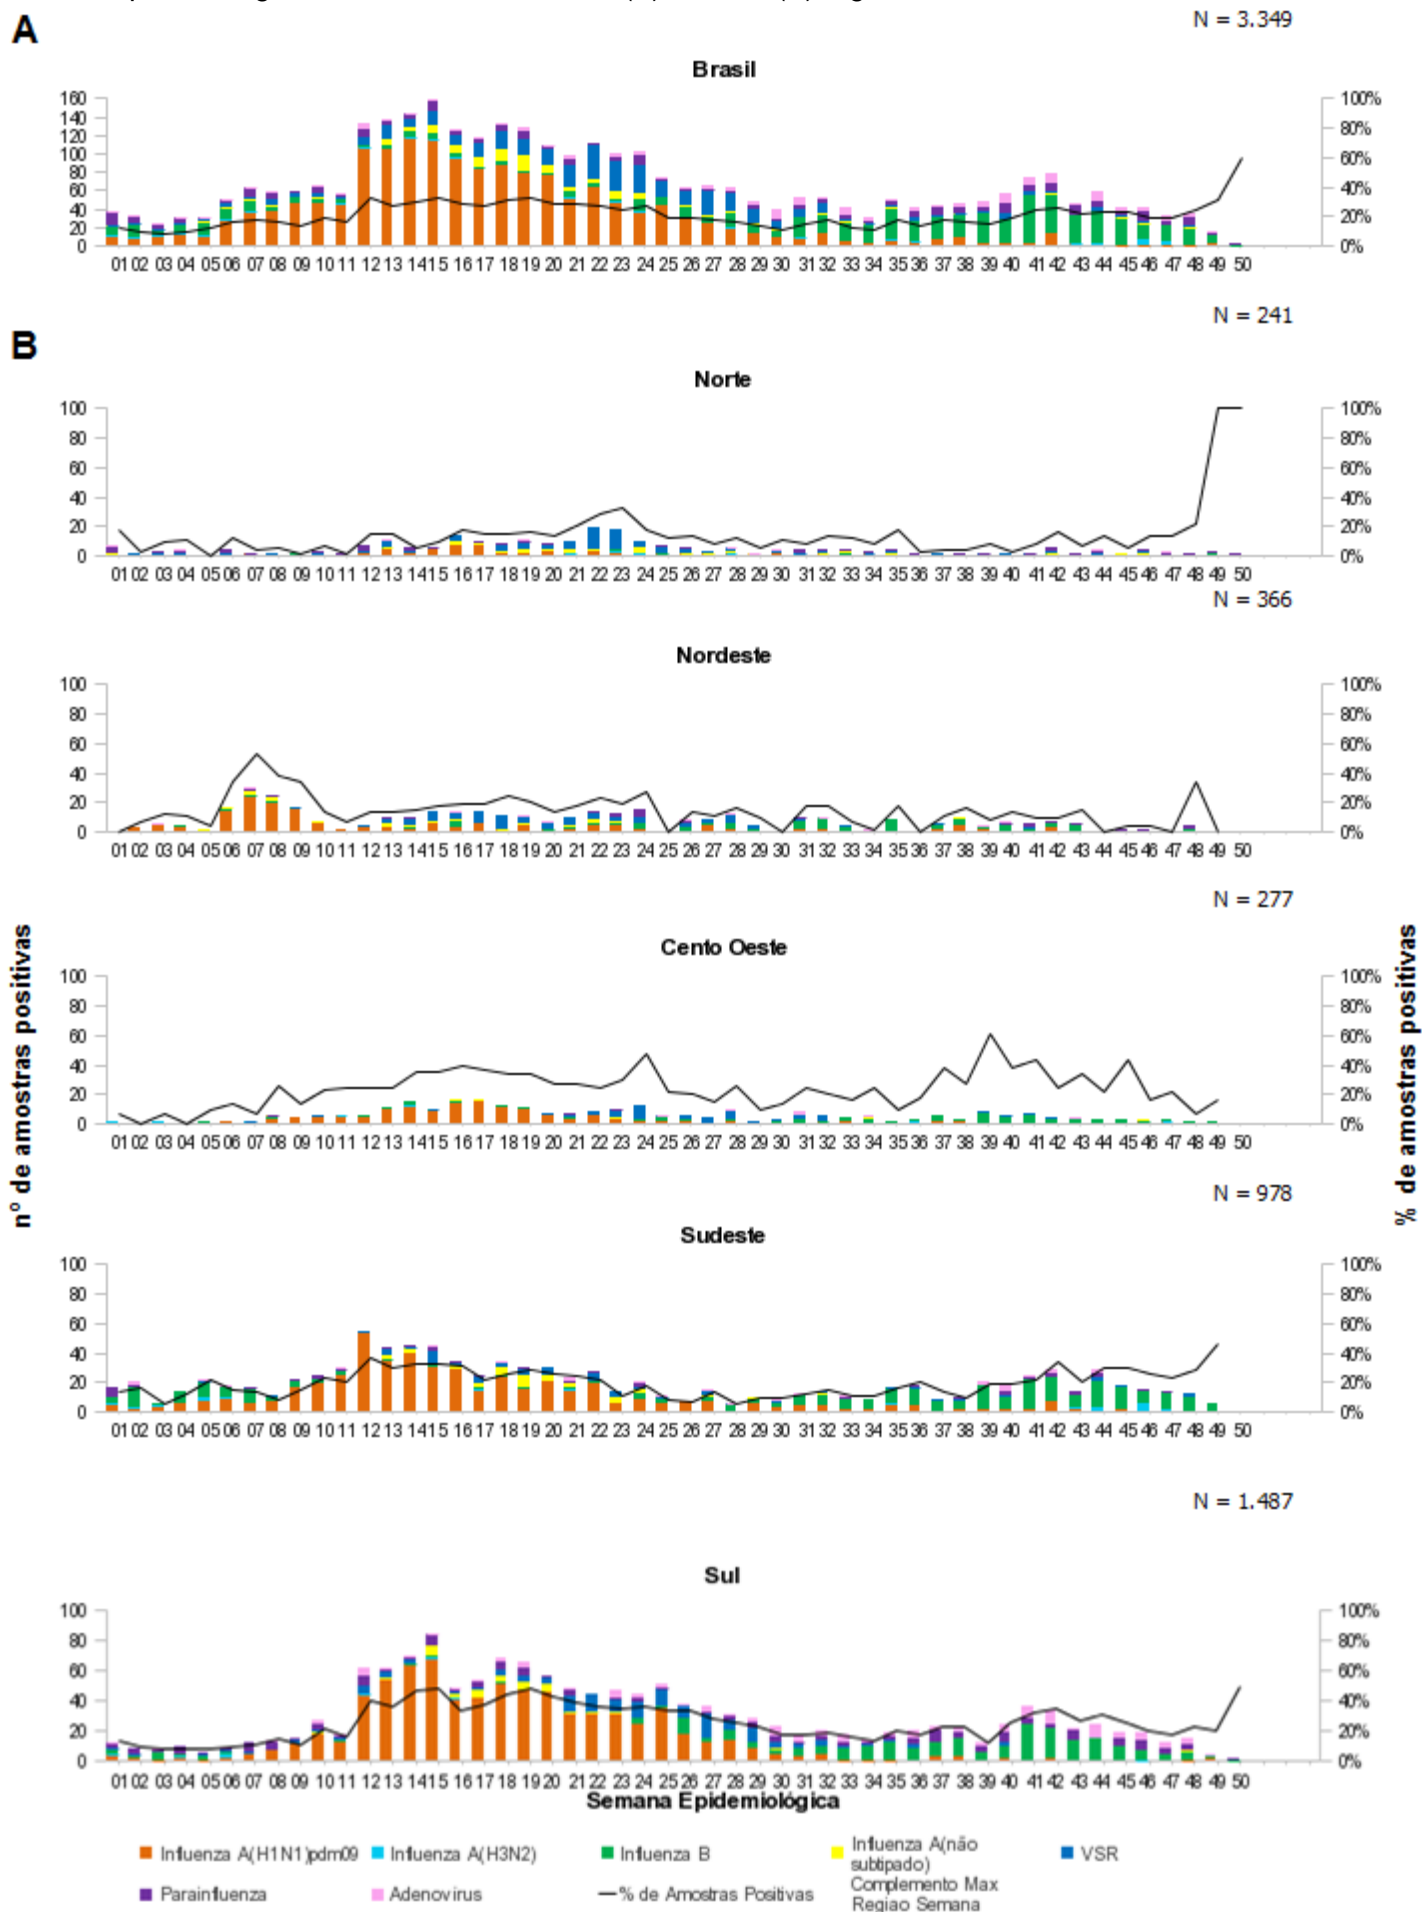 N = 3.349
A
Brasil
160
140
120
100
80
60
40
20
0
100%
80%
60%
40%
20%
0%
01 02 03 04 05 06 07 08 09 10 11 12 13 14 15 16 17 18 19 20 21 22 23 24 25 26 27 28 29 30 31 32 33 34 35 36 37 38 39 40 41 42 43 44 45 46 47 48 49 50
N = 241
B
Norte
100
80
60
40
20
0
100%
80%
60%
40%
20%
0%
01 02 03 04 05 06 07 08 09 10 11 12 13 14 15 16 17 18 19 20 21 22 23 24 25 26 27 28 29 30 31 32 33 34 35 36 37 38 39 40 41 42 43 44 45 46 47 48 49 50
N = 366
Nordeste
100
80
60
40
20
0
100%
80%
60%
40%
20%
0%
01 02 03 04 05 06 07 08 09 10 11 12 13 14 15 16 17 18 19 20 21 22 23 24 25 26 27 28 29 30 31 32 33 34 35 36 37 38 39 40 41 42 43 44 45 46 47 48 49 50
N = 277
Cento Oeste
100
80
60
40
20
0
100%
80%
60%
40%
20%
0%
01 02 03 04 05 06 07 08 09 10 11 12 13 14 15 16 17 18 19 20 21 22 23 24 25 26 27 28 29 30 31 32 33 34 35 36 37 38 39 40 41 42 43 44 45 46 47 48 49 50
nº de amostras positivas
% de amostras positivas
N = 978
Sudeste
100
80
60
40
20
0
100%
80%
60%
40%
20%
0%
01 02 03 04 05 06 07 08 09 10 11 12 13 14 15 16 17 18 19 20 21 22 23 24 25 26 27 28 29 30 31 32 33 34 35 36 37 38 39 40 41 42 43 44 45 46 47 48 49 50
N = 1.487
Sul
100
80
60
40
20
0
100%
80%
60%
40%
20%
0%
01 02 03 04 05 06 07 08 09 10 11 12 13 14 15 16 17 18 19 20 21 22 23 24 25 26 27 28 29 30 31 32 33 34 35 36 37 38 39 40 41 42 43 44 45 46 47 48 49 50
Semana Epidemiológica
Influenza A(H1N1)pdm09
Influenza A(H3N2)
Influenza B
Influenza A(não
subtipado)
VSR
Parainfluenza
Adenovirus
% de Amostras Positivas
Complemento Max
Regiao Semana